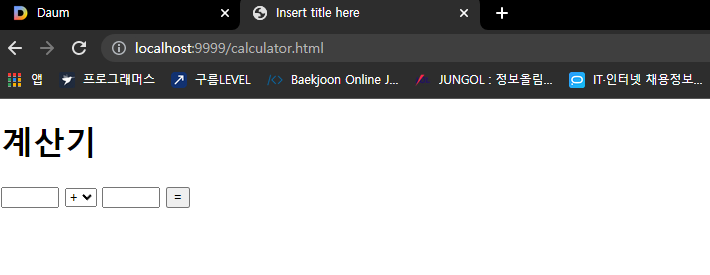 Daum
Insert title here
localhost:9999/calculator.html
앱 프로그래머스 구름LEVEL Baekjoon Online J... JUNGOL : 정보올림... IT·인터넷 채용정보...
계산기
+ =